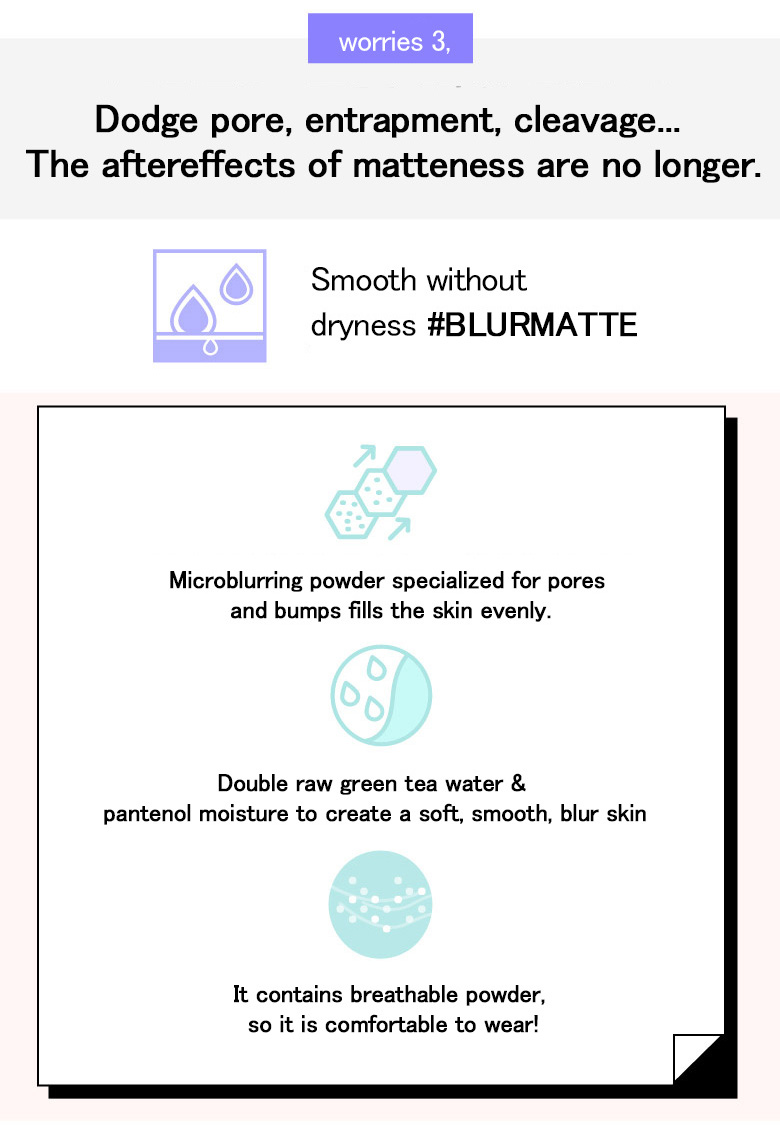 worries 3,
Dodge pore, entrapment, cleavage...
The aftereffects of matteness are no longer.
Smooth without
dryness #BLURMATTE
Microblurring powder specialized for pores
and bumps fills the skin evenly.
Double raw green tea water &
pantenol moisture to create a soft, smooth, blur skin
It contains breathable powder,
so it is comfortable to wear!